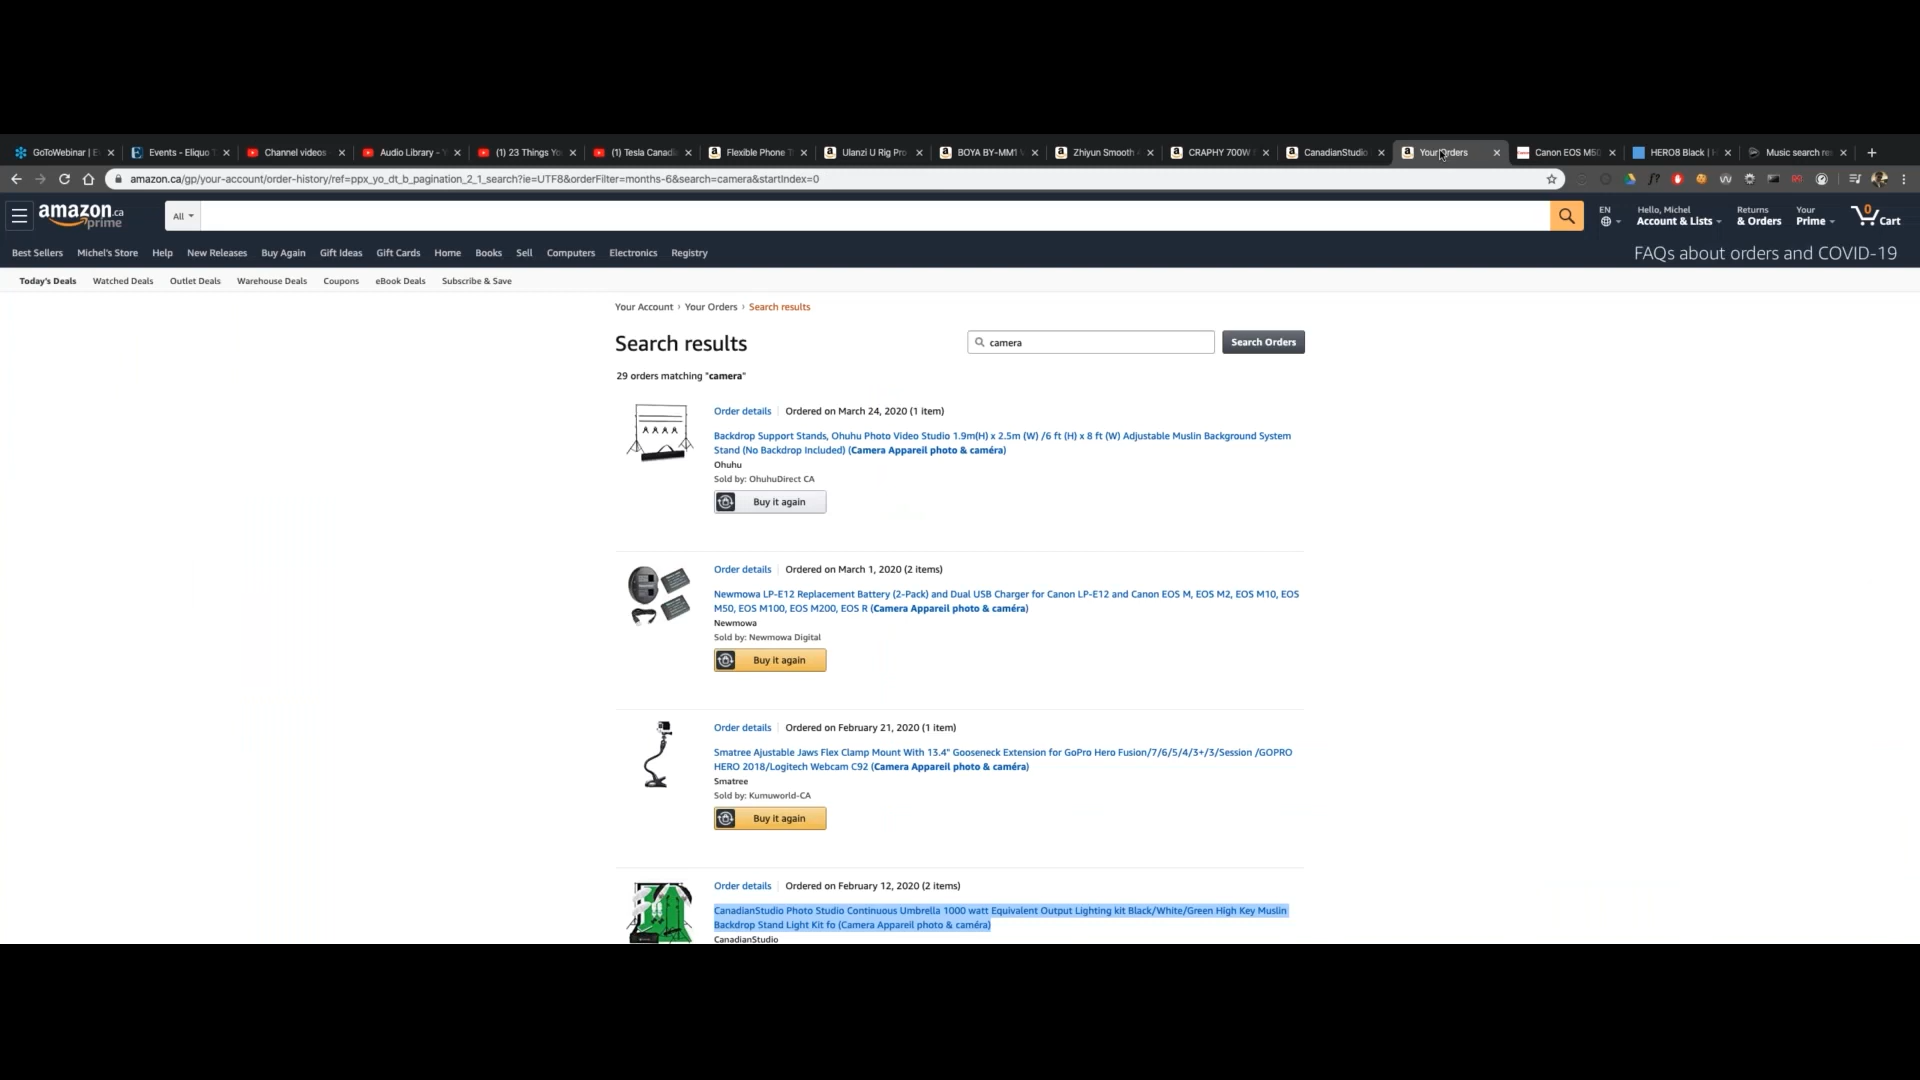 GoToWebinar | E
Events - Eliquo T
Channel videos
Audio Library - Y
(1) 23 Things Yo
(1) Tesla Canadi
Flexible Phone T
Ulanzi U Rig Pro
BOYA BY-MM1
Zhiyun Smooth
CRAPHY 700W
CanadianStudio
Your Orders
Canon EOS M50
HERO8 Black | H
Music search re
amazon.ca/gp/your-account/order-history/ref=ppx_yo_dt_b_pagination_2_1_search?ie=UTF8&orderFilter=months-6&search=camera&startIndex=0
amazon.ca
prime
All
EN
Hello, Michel
Account & Lists
Returns
& Orders
Your
Prime
0
Cart
Best Sellers Michel's Store Help New Releases Buy Again Gift Ideas Gift Cards Home Books Sell Computers Electronics Registry
FAQs about orders and COVID-19
Today's Deals Watched Deals Outlet Deals Warehouse Deals Coupons eBook Deals Subscribe & Save
Your Account › Your Orders › Search results
Search results
camera
Search Orders
29 orders matching "camera"
Order details Ordered on March 24, 2020 (1 item)
Backdrop Support Stands, Ohuhu Photo Video Studio 1.9m(H) x 2.5m (W) /6 ft (H) x 8 ft (W) Adjustable Muslin Background System
Stand (No Backdrop Included) (Camera Appareil photo & caméra)
Ohuhu
Sold by: OhuhuDirect CA
Buy it again
Order details Ordered on March 1, 2020 (2 items)
Newmowa LP-E12 Replacement Battery (2-Pack) and Dual USB Charger for Canon LP-E12 and Canon EOS M, EOS M2, EOS M10, EOS
M50, EOS M100, EOS M200, EOS R (Camera Appareil photo & caméra)
Newmowa
Sold by: Newmowa Digital
Buy it again
Order details Ordered on February 21, 2020 (1 item)
Smatree Ajustable Jaws Flex Clamp Mount With 13.4" Gooseneck Extension for GoPro Hero Fusion/7/6/5/4/3+/3/Session /GOPRO
HERO 2018/Logitech Webcam C92 (Camera Appareil photo & caméra)
Smatree
Sold by: Kumuworld-CA
Buy it again
Order details Ordered on February 12, 2020 (2 items)
CanadianStudio Photo Studio Continuous Umbrella 1000 watt Equivalent Output Lighting kit Black/White/Green High Key Muslin
Backdrop Stand Light Kit fo (Camera Appareil photo & caméra)
CanadianStudio